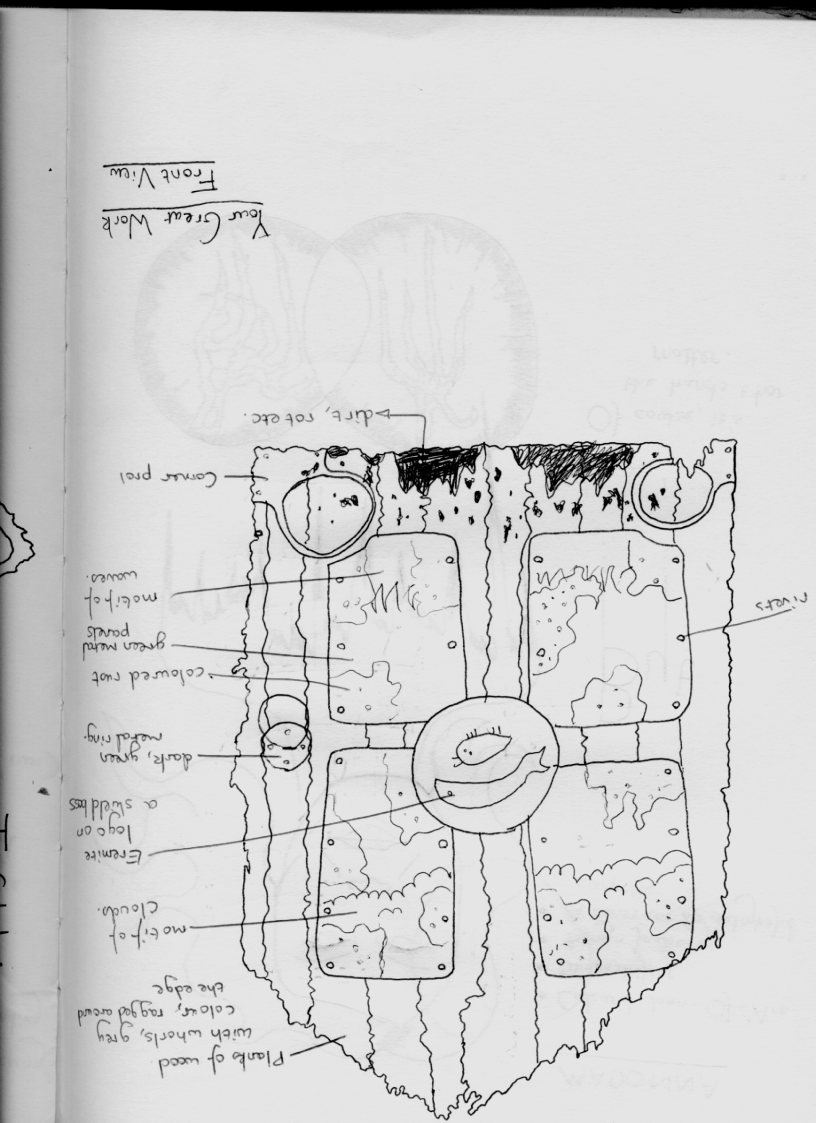 Planks of wood
with whorls, grey
colour, ragged around
the edge
motif of
clouds.
Eremite
logo on
a shield boss
dark, green
metal ring.
coloured rust
green metal
panels
rivets
motif of
waves.
Corner prol
dirt, rot etc.
Your Great Work
Front View